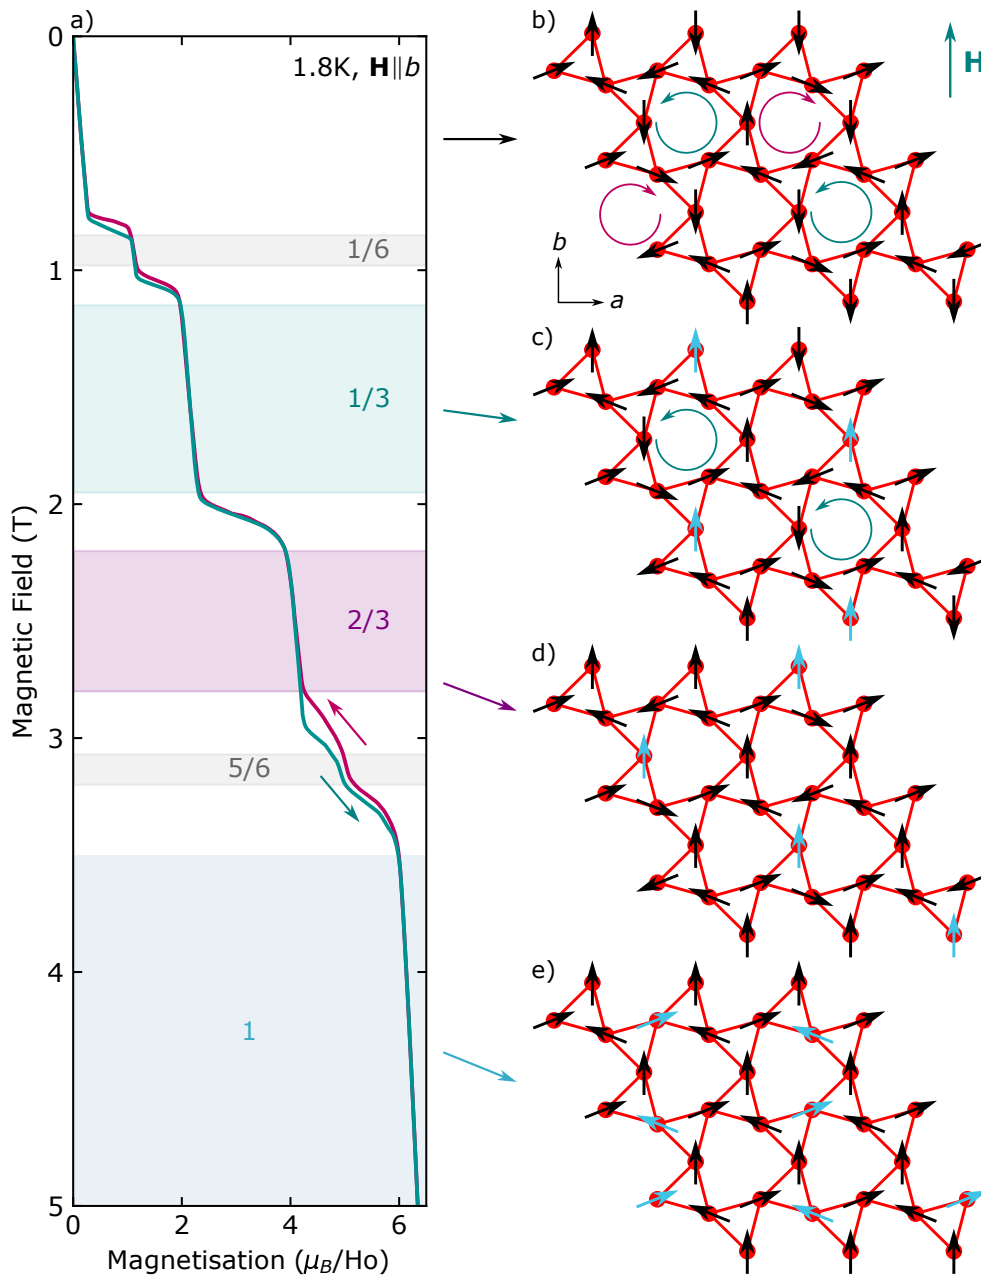 a)
0
1.8K, H∥b
1/6
1
1/3
2
2/3
3
5/6
4
1
5
0 2 4 6
Magnetic Field (T)
Magnetisation (μB/Ho)
b)
H
b
a
c)
d)
e)